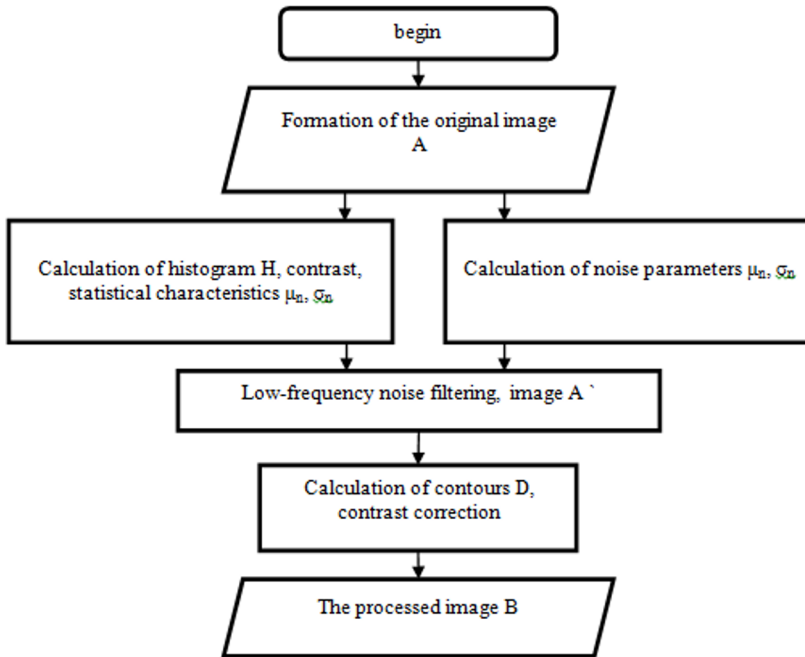 begin
Formation of the original image
A
Calculation of histogram H, contrast,
statistical characteristics μₙ, σₙ
Calculation of noise parameters μₙ, σₙ
Low-frequency noise filtering, image A `
Calculation of contours D,
contrast correction
The processed image B